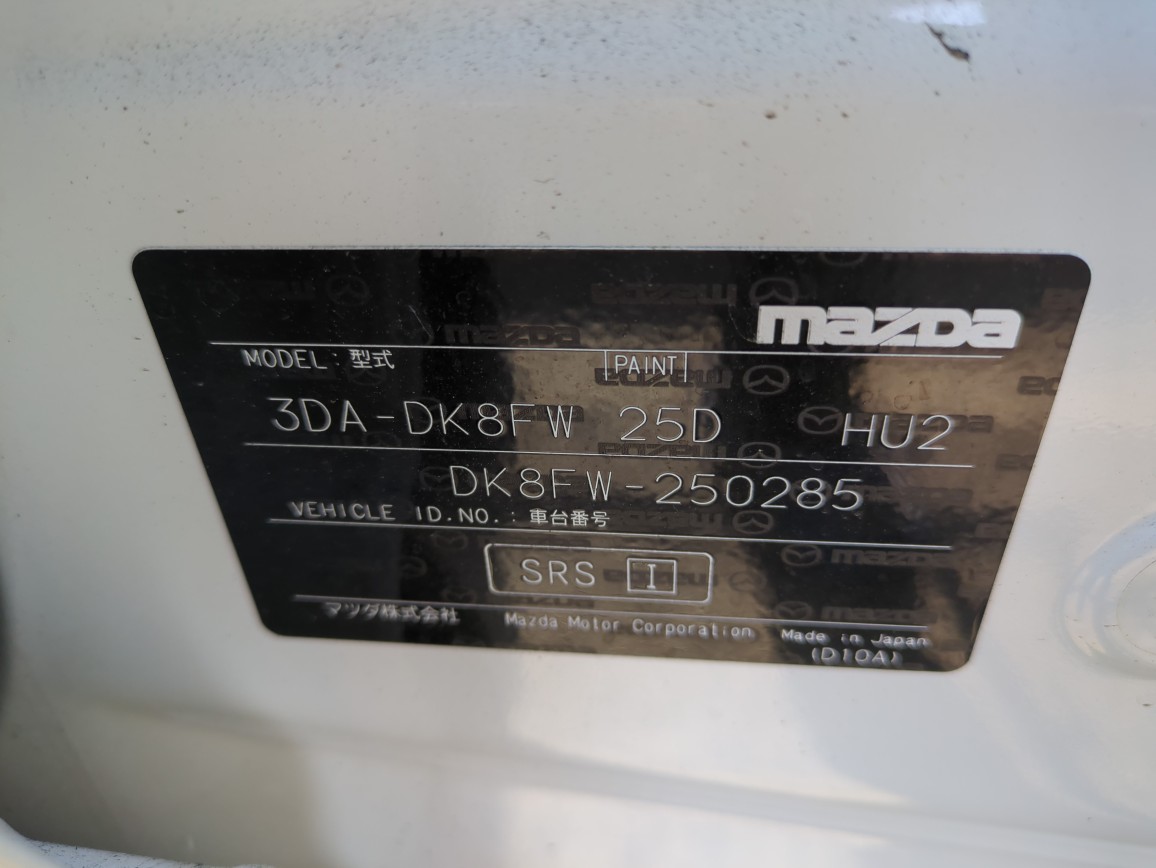 mazda
MODEL : 型式 PAINT
3DA-DK8FW 25D HU2
DK8FW-250285
VEHICLE ID.NO. : 車台番号
SRS I
マツダ株式会社 Mazda Motor Corporation Made in Japan
(D10A)